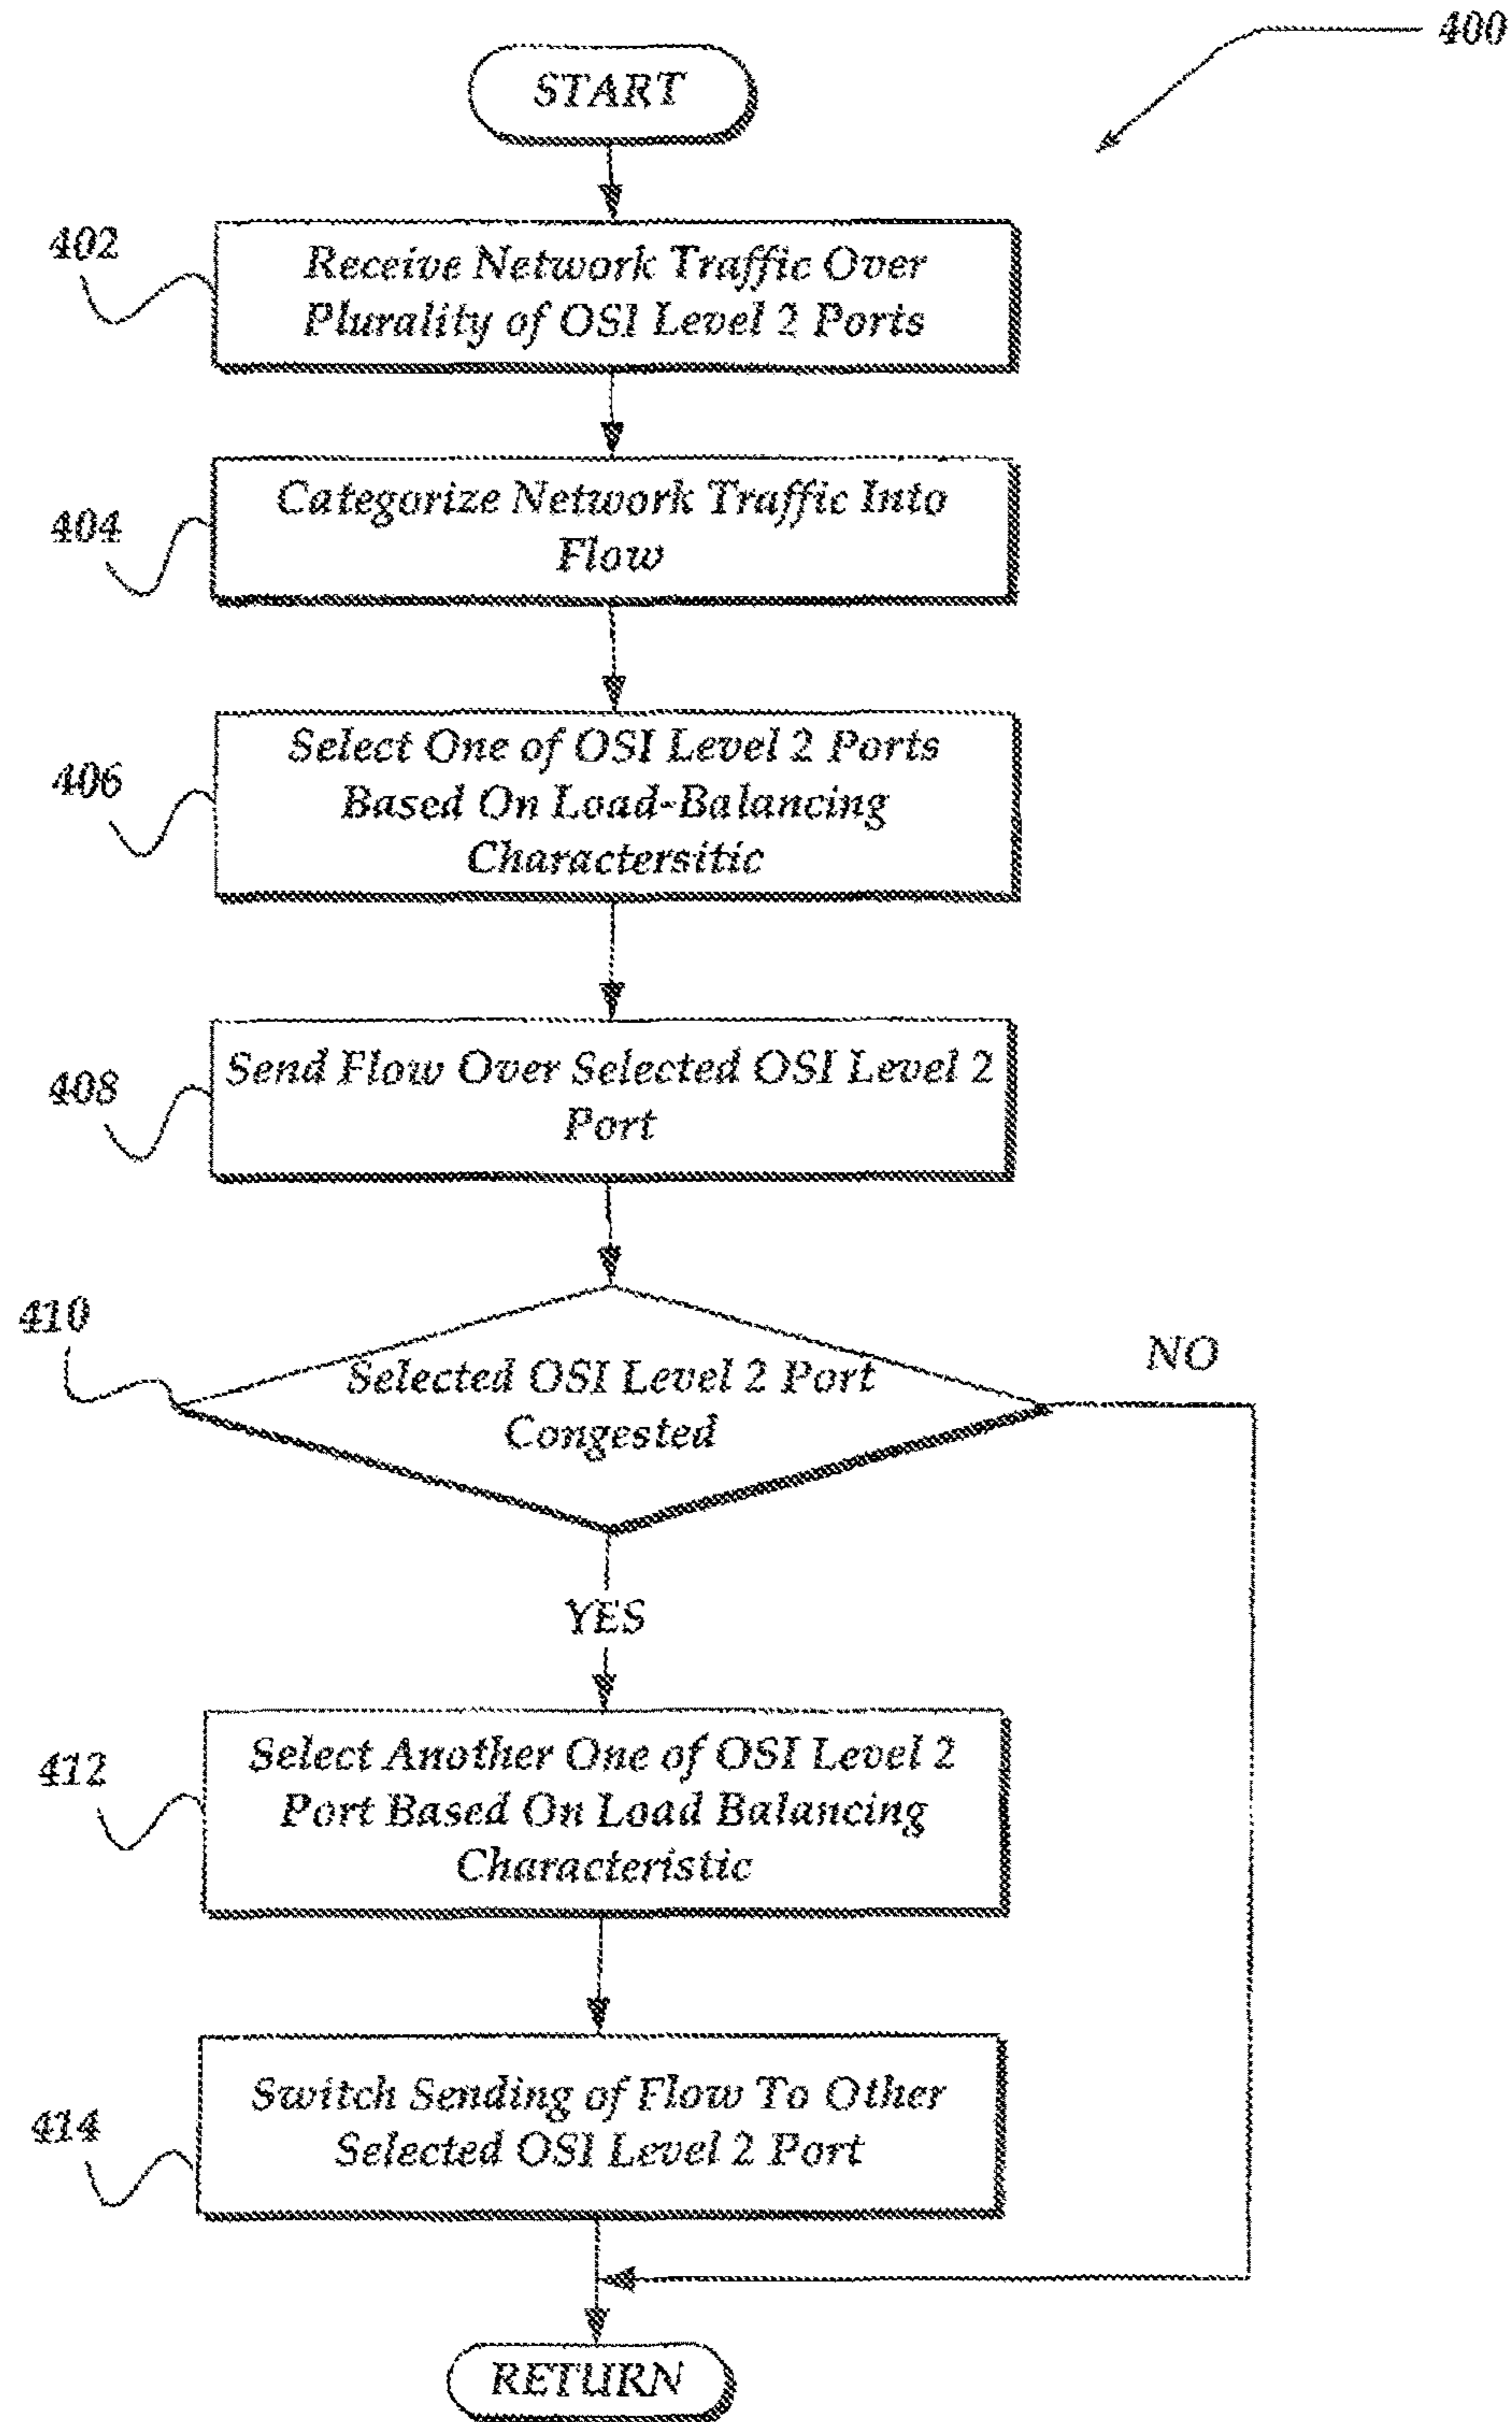 400
START
402
Receive Network Traffic Over
Plurality of OSI Level 2 Ports
404
Categorize Network Traffic Into
Flow
406
Select One of OSI Level 2 Ports
Based On Load-Balancing
Charactersitic
408
Send Flow Over Selected OSI Level 2
Port
410
Selected OSI Level 2 Port
Congested
NO
YES
412
Select Another One of OSI Level 2
Port Based On Load Balancing
Characteristic
414
Switch Sending of Flow To Other
Selected OSI Level 2 Port
RETURN